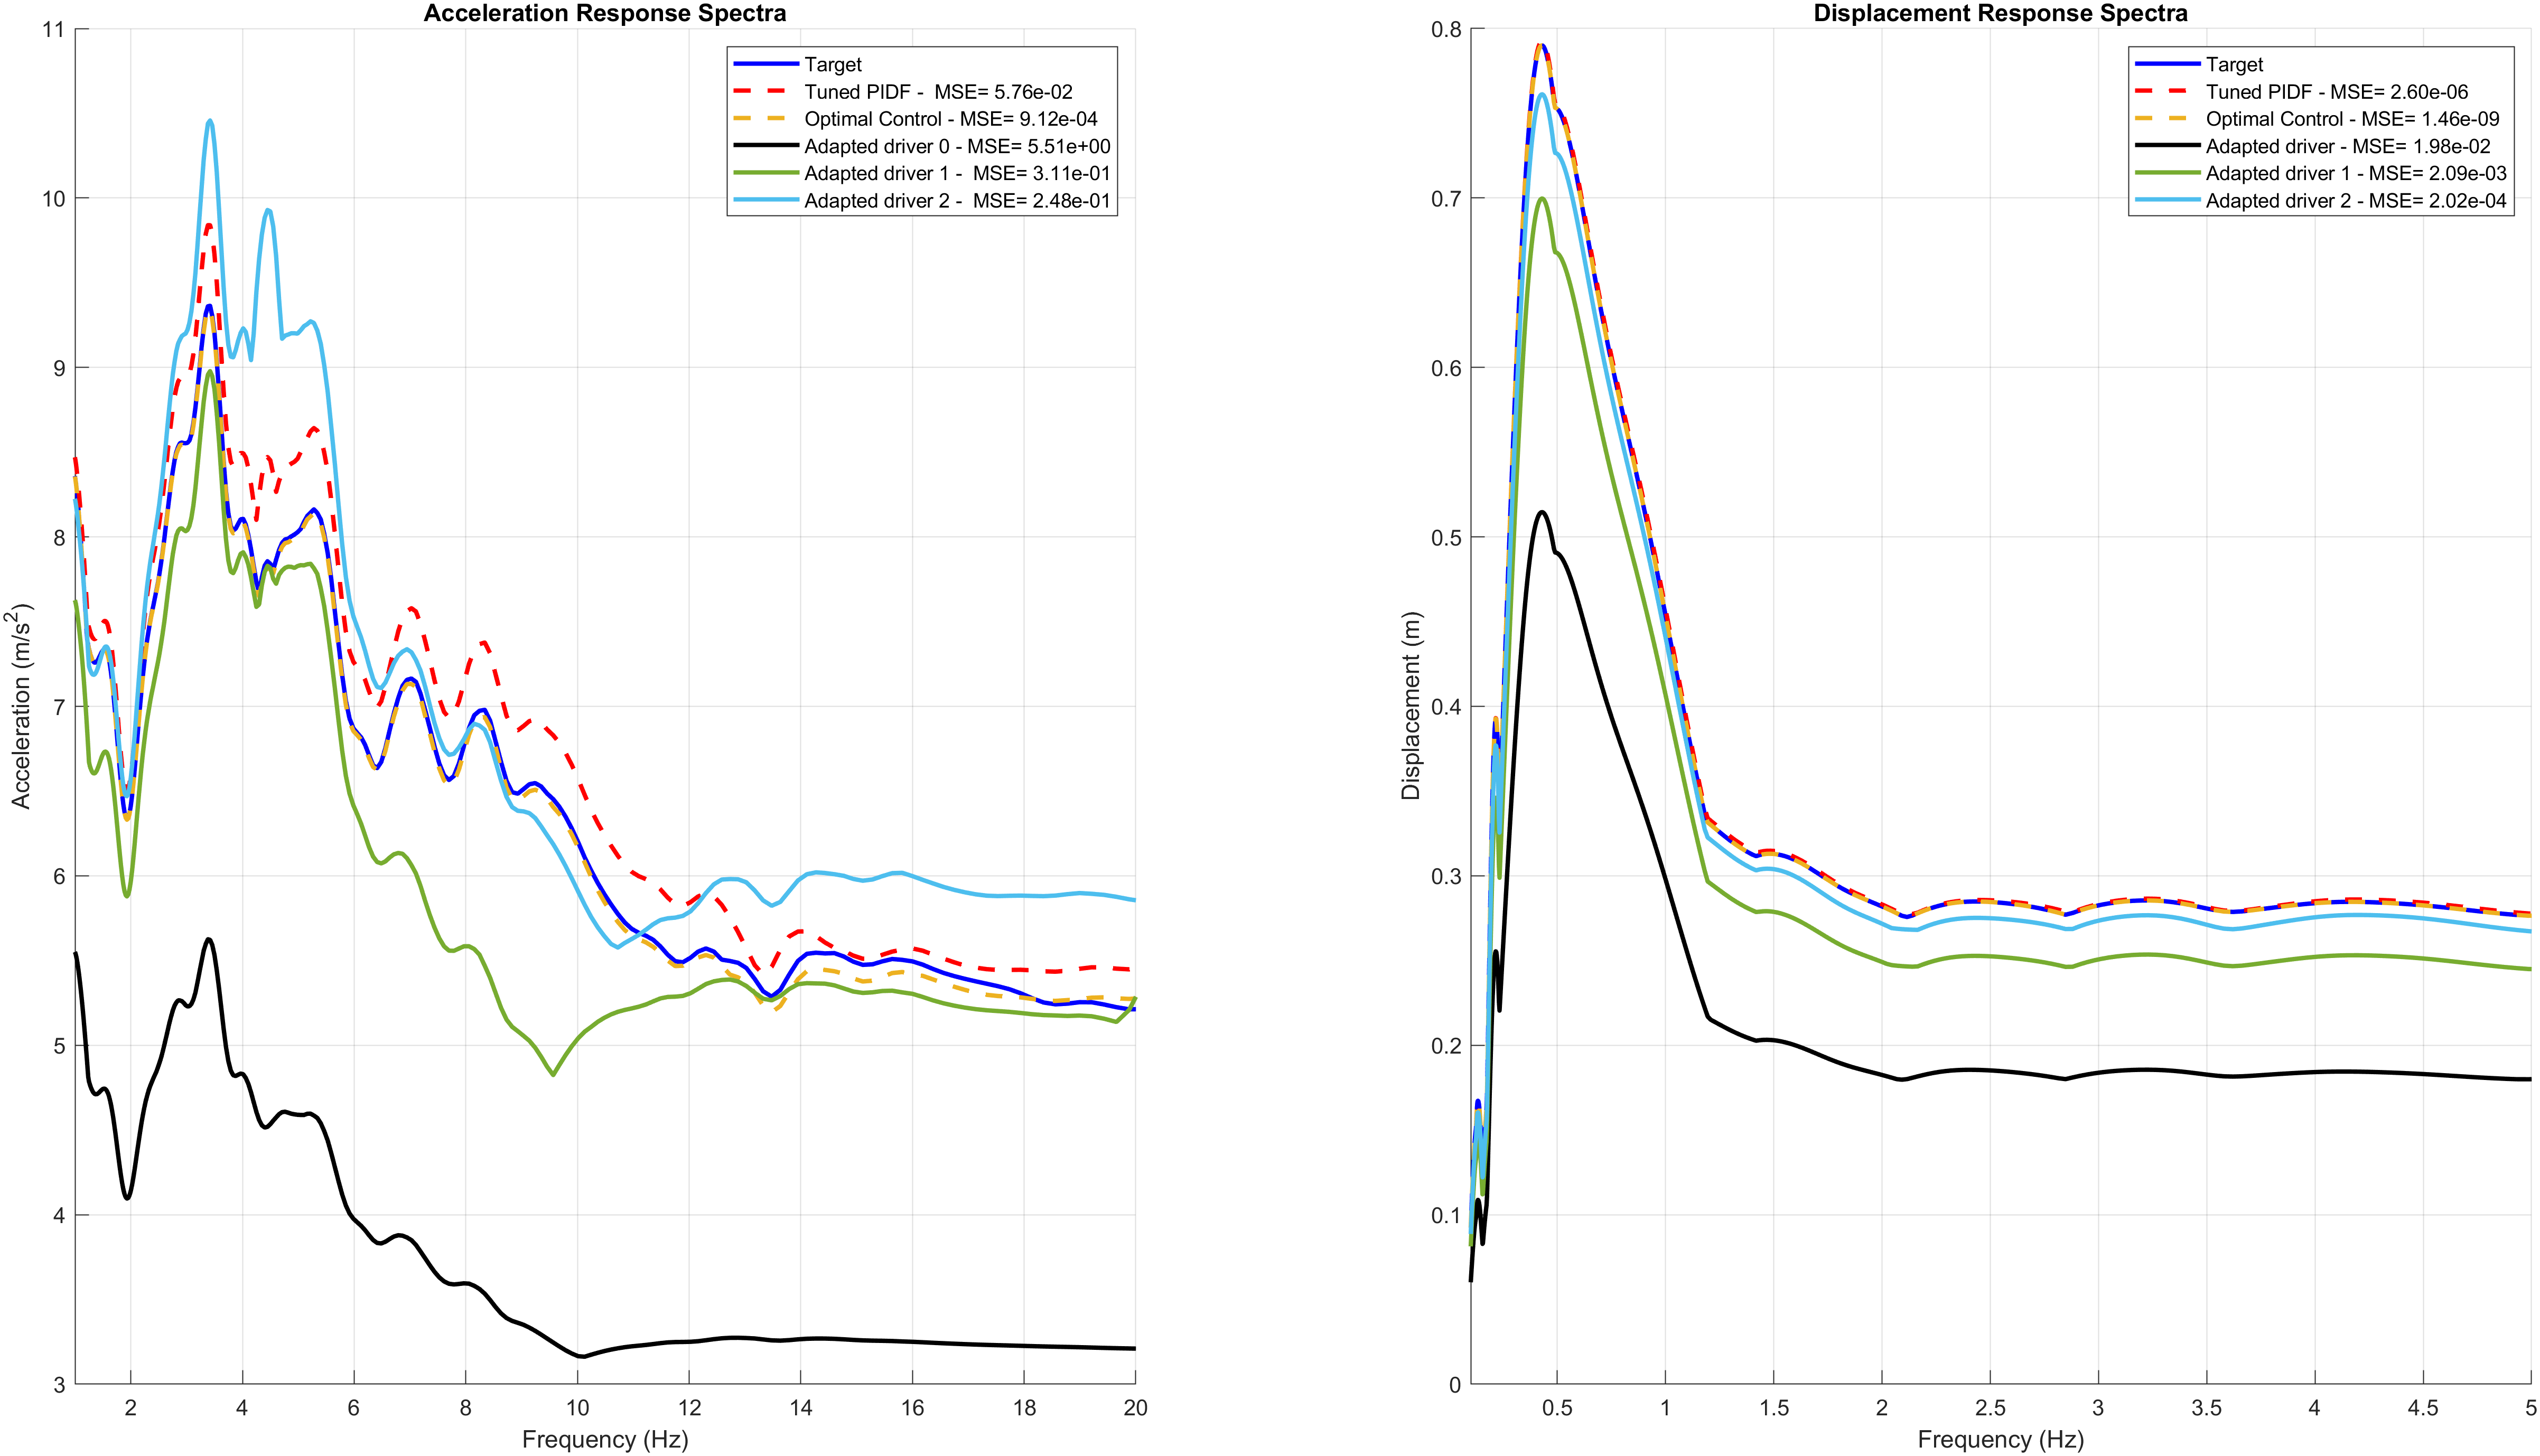 Acceleration Response Spectra
11
10
9
8
7
6
5
4
3
Acceleration (m/s2)
Target
Tuned PIDF -  MSE= 5.76e-02
Optimal Control - MSE= 9.12e-04
Adapted driver 0 - MSE= 5.51e+00
Adapted driver 1 -  MSE= 3.11e-01
Adapted driver 2 -  MSE= 2.48e-01
2 4 6 8 10 12 14 16 18 20
Frequency (Hz)
Displacement Response Spectra
0.8
0.7
0.6
0.5
0.4
0.3
0.2
0.1
0
Displacement (m)
Target
Tuned PIDF - MSE= 2.60e-06
Optimal Control - MSE= 1.46e-09
Adapted driver - MSE= 1.98e-02
Adapted driver 1 - MSE= 2.09e-03
Adapted driver 2 - MSE= 2.02e-04
0.5 1 1.5 2 2.5 3 3.5 4 4.5 5
Frequency (Hz)